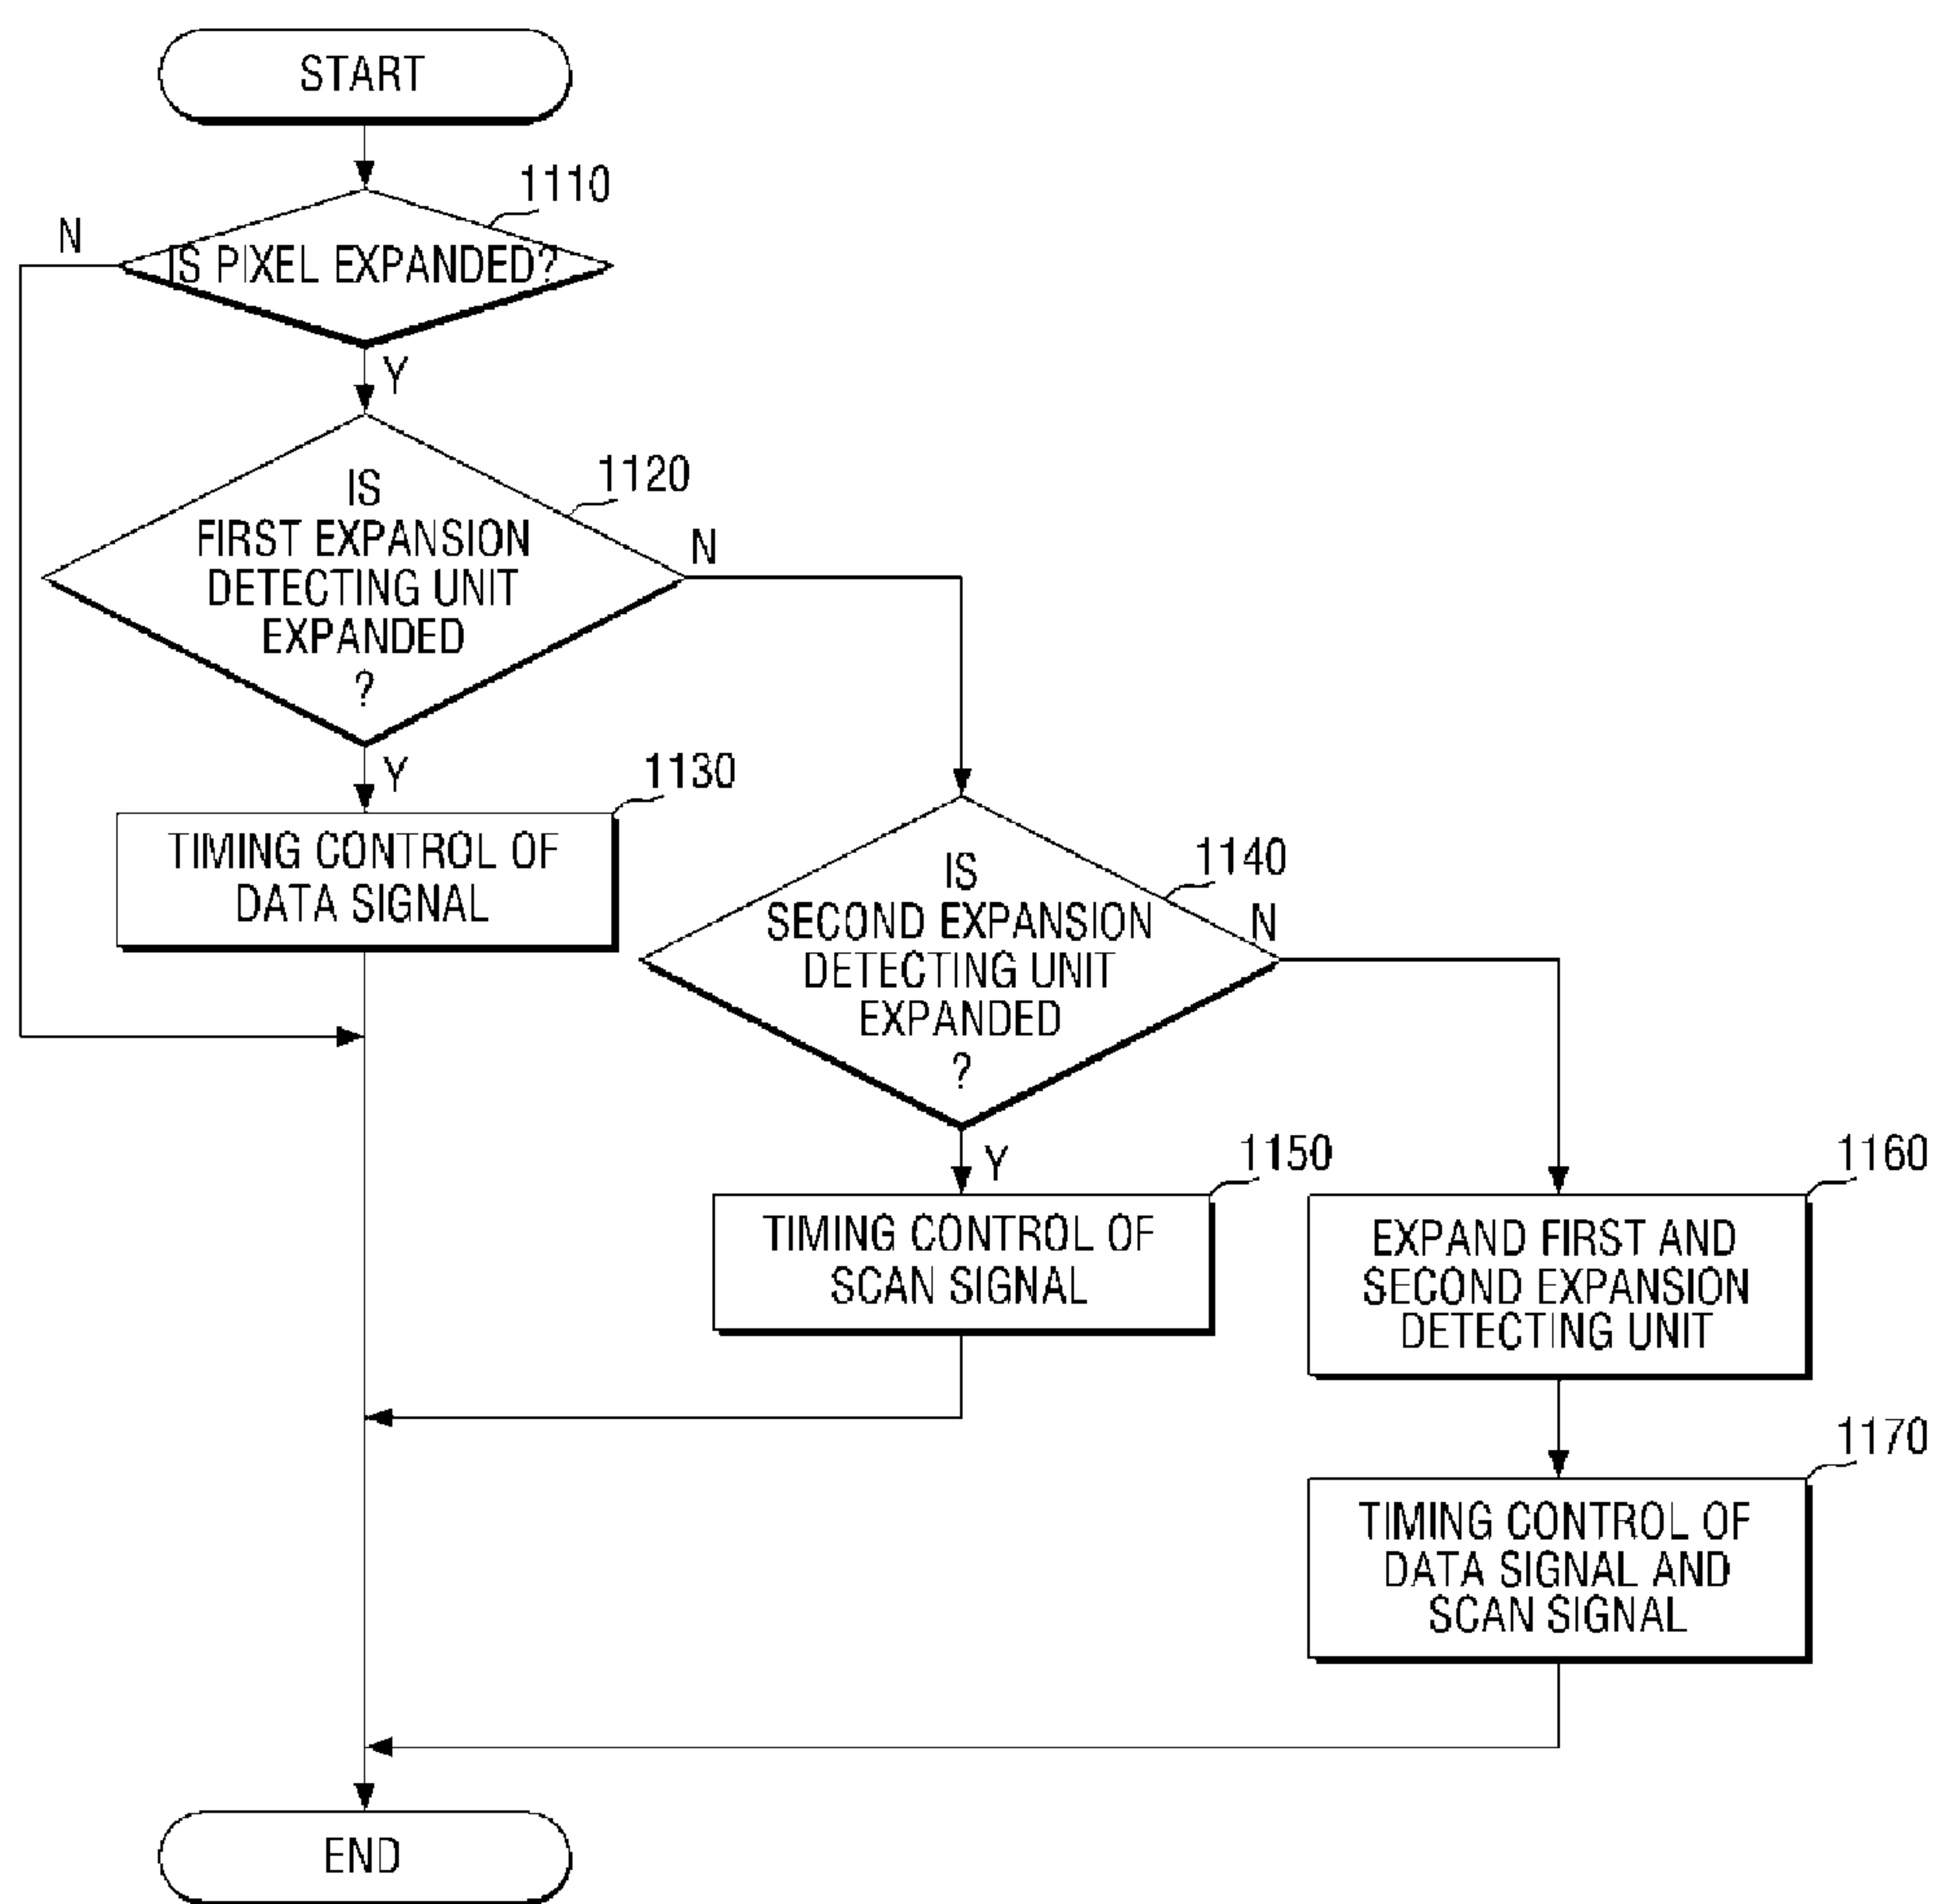 START
1110
N
IS PIXEL EXPANDED?
Y
1120
IS
FIRST EXPANSION
DETECTING UNIT
EXPANDED
?
N
Y
1130
TIMING CONTROL OF
DATA SIGNAL
1140
IS
SECOND EXPANSION
DETECTING UNIT
EXPANDED
?
N
Y
1150
TIMING CONTROL OF
SCAN SIGNAL
1160
EXPAND FIRST AND
SECOND EXPANSION
DETECTING UNIT
1170
TIMING CONTROL OF
DATA SIGNAL AND
SCAN SIGNAL
END